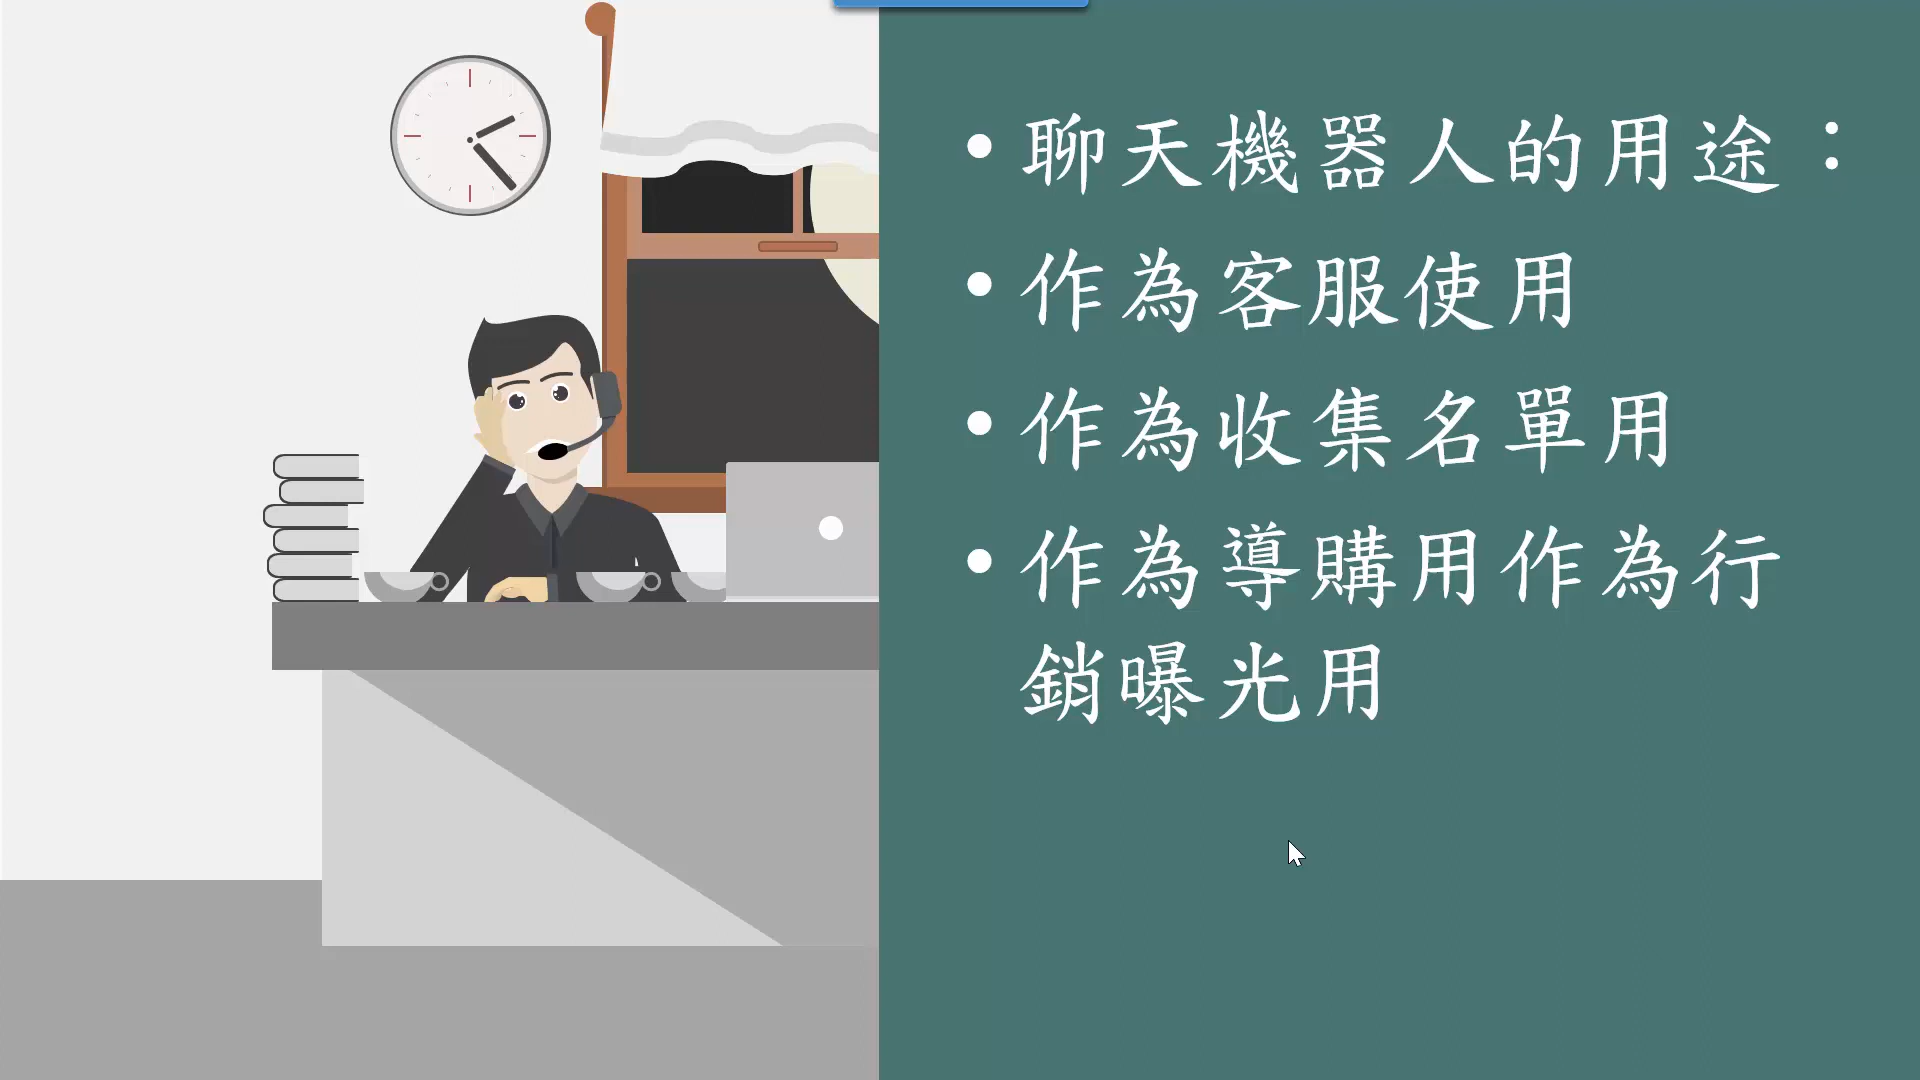 • 聊天機器人的用途：
• 作為客服使用
• 作為收集名單用
• 作為導購用作為行
銷曝光用